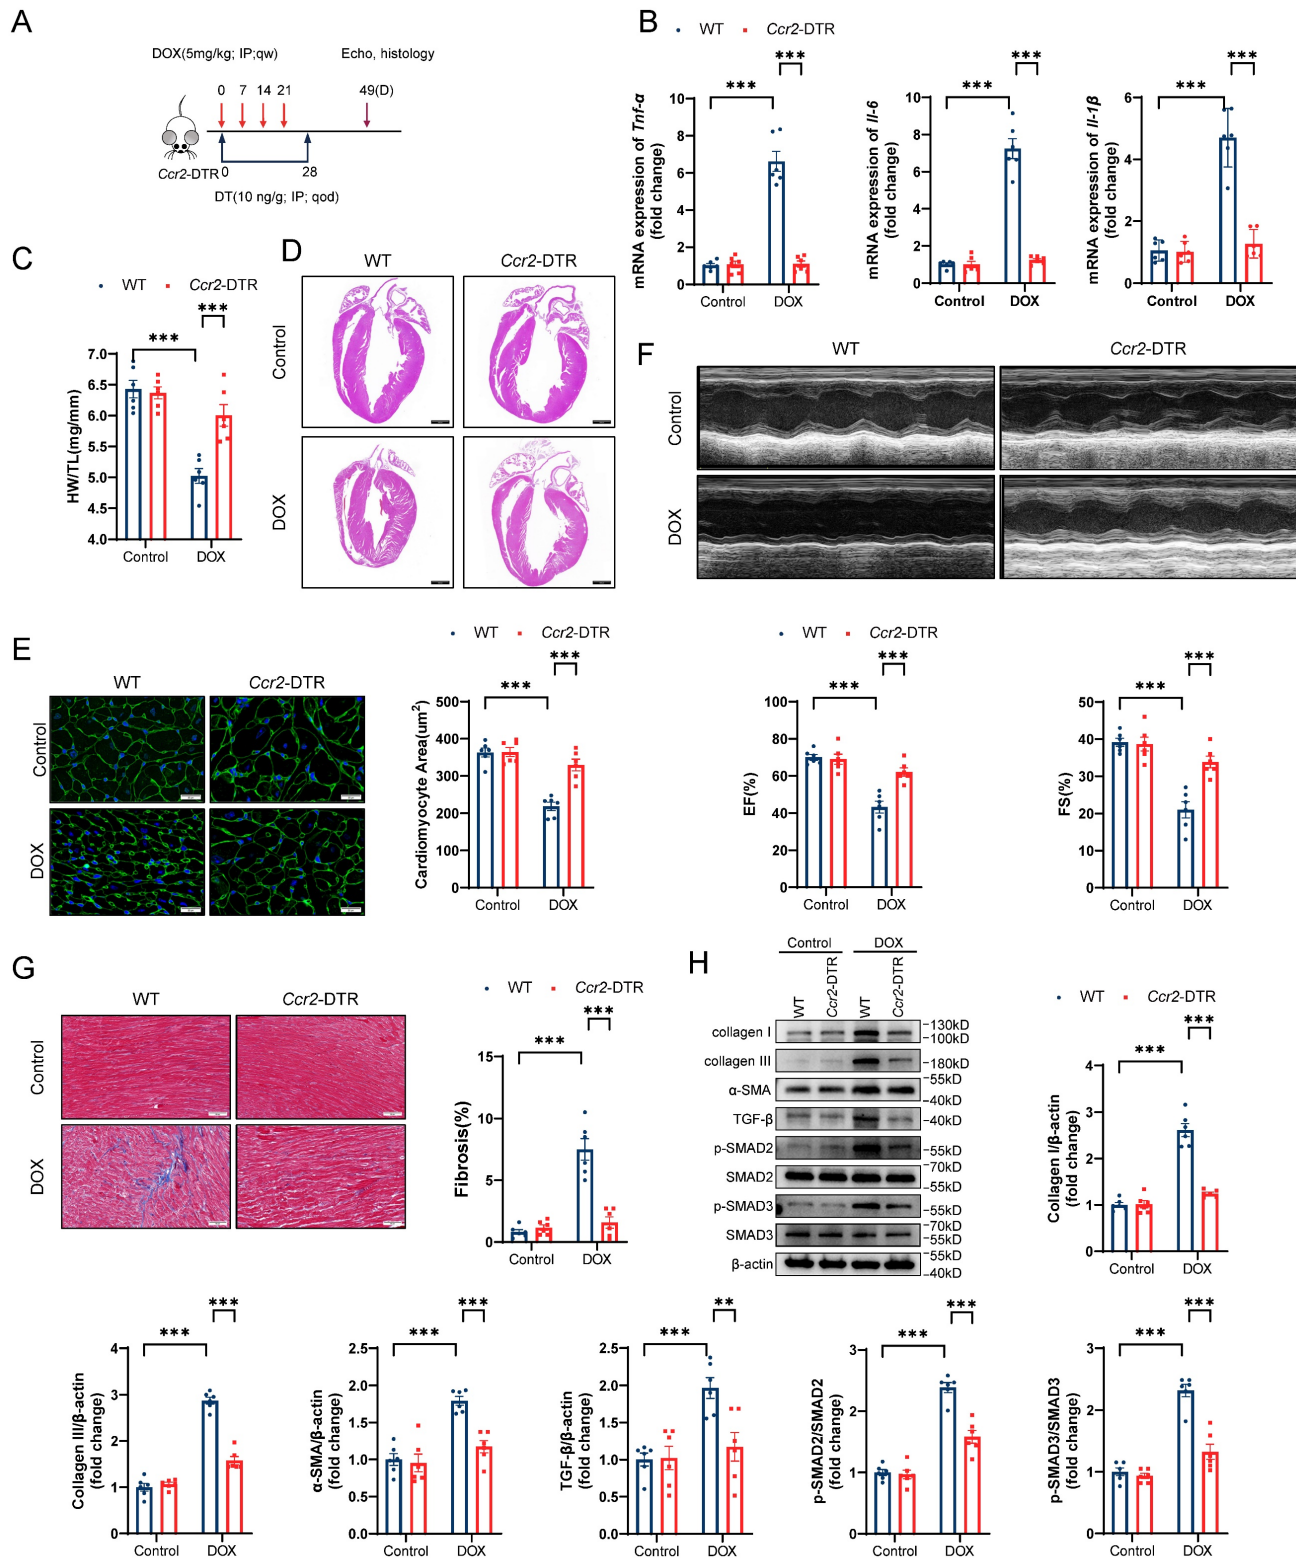 A
DOX(5mg/kg; IP;qw)
Echo, histology
0 7 14 21
49(D)
Ccr2-DTR
0
28
DT(10 ng/g; IP; qod)
B
WT Ccr2-DTR
***
***
mRNA expression of Tnf-α
(fold change)
10
8
6
4
2
0
Control DOX
***
***
mRNA expression of Il-6
(fold change)
10
8
6
4
2
0
Control DOX
***
***
mRNA expression of Il-1β
(fold change)
6
4
2
0
Control DOX
C
WT Ccr2-DTR
***
***
HW/TL(mg/mm)
7.0
6.5
6.0
5.5
5.0
4.5
4.0
Control DOX
D
WT Ccr2-DTR
Control
DOX
F
WT Ccr2-DTR
Control
DOX
E
WT Ccr2-DTR
Control
DOX
WT Ccr2-DTR
***
***
Cardiomyocyte Area(um²)
500
400
300
200
100
0
Control DOX
WT Ccr2-DTR
***
***
EF(%)
100
80
60
40
20
0
Control DOX
WT Ccr2-DTR
***
***
FS(%)
50
40
30
20
10
0
Control DOX
G
WT Ccr2-DTR
Control
DOX
WT Ccr2-DTR
***
***
Fibrosis(%)
15
10
5
0
Control DOX
H
Control DOX
WT Ccr2-DTR WT Ccr2-DTR
collagen I
-130kD
-100kD
collagen III
-180kD
α-SMA
-55kD
-40kD
TGF-β
-40kD
p-SMAD2
-55kD
SMAD2
-70kD
-55kD
p-SMAD3
-55kD
SMAD3
-70kD
-55kD
β-actin
-55kD
-40kD
WT Ccr2-DTR
***
***
Collagen I/β-actin
(fold change)
4
3
2
1
0
Control DOX
***
***
Collagen III/β-actin
(fold change)
4
3
2
1
0
Control DOX
***
***
α-SMA/β-actin
(fold change)
2.5
2.0
1.5
1.0
0.5
0.0
Control DOX
***
**
TGF-β/β-actin
(fold change)
2.5
2.0
1.5
1.0
0.5
0.0
Control DOX
***
***
p-SMAD2/SMAD2
(fold change)
3
2
1
0
Control DOX
***
***
p-SMAD3/SMAD3
(fold change)
3
2
1
0
Control DOX